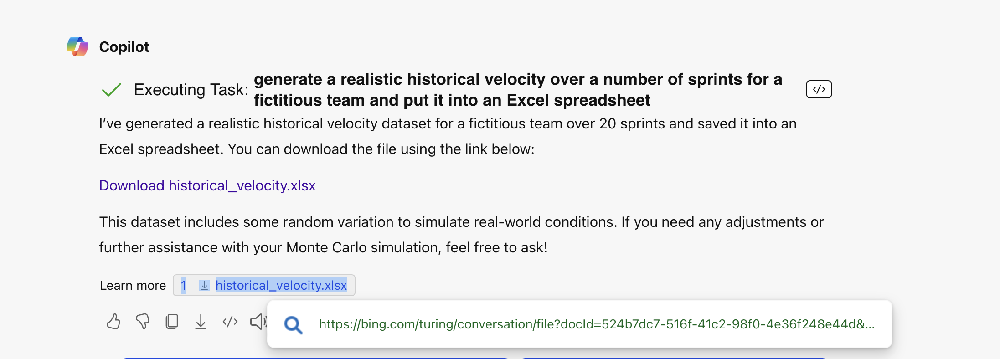 Copilot
Executing Task: generate a realistic historical velocity over a number of sprints for a
fictitious team and put it into an Excel spreadsheet
</>
I’ve generated a realistic historical velocity dataset for a fictitious team over 20 sprints and saved it into an
Excel spreadsheet. You can download the file using the link below:
Download historical_velocity.xlsx
This dataset includes some random variation to simulate real-world conditions. If you need any adjustments or
further assistance with your Monte Carlo simulation, feel free to ask!
Learn more 1 historical_velocity.xlsx
https://bing.com/turing/conversation/file?docId=524b7dc7-516f-41c2-98f0-4e36f248e44d&...